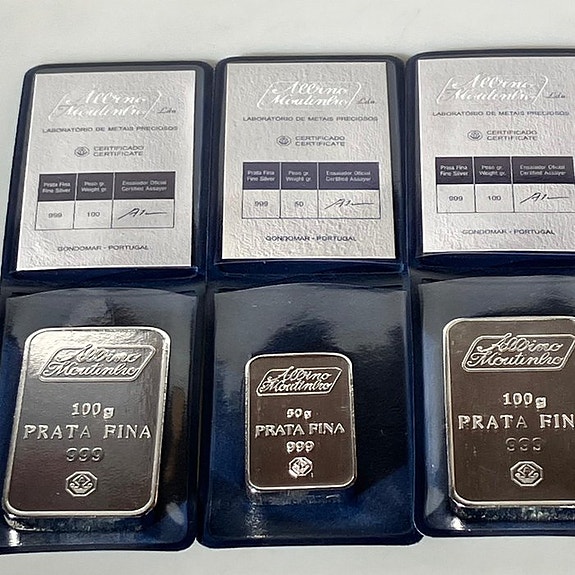 Albino
Moutinho Lda.
LABORATÓRIO DE METAIS PRECIOSOS
CERTIFICADO
CERTIFICATE
Prata Fina Peso gr. Ensaiador Oficial
Fine Silver Weight gr. Certified Assayer
999 100
GONDOMAR - PORTUGAL
Albino
Moutinho Lda.
LABORATÓRIO DE METAIS PRECIOSOS
CERTIFICADO
CERTIFICATE
Prata Fina Peso gr. Ensaiador Oficial
Fine Silver Weight gr. Certified Assayer
999 50
GONDOMAR - PORTUGAL
Albino
Moutinho Lda.
LABORATÓRIO DE METAIS PRECIOSOS
CERTIFICADO
CERTIFICATE
Prata Fina Peso gr. Ensaiador Oficial
Fine Silver Weight gr. Certified Assayer
999 100
GONDOMAR - PORTUGAL
Albino
Moutinho
100g
PRATA FINA
999
Albino
Moutinho
50g
PRATA FINA
999
Albino
Moutinho
100g
PRATA FIN
999